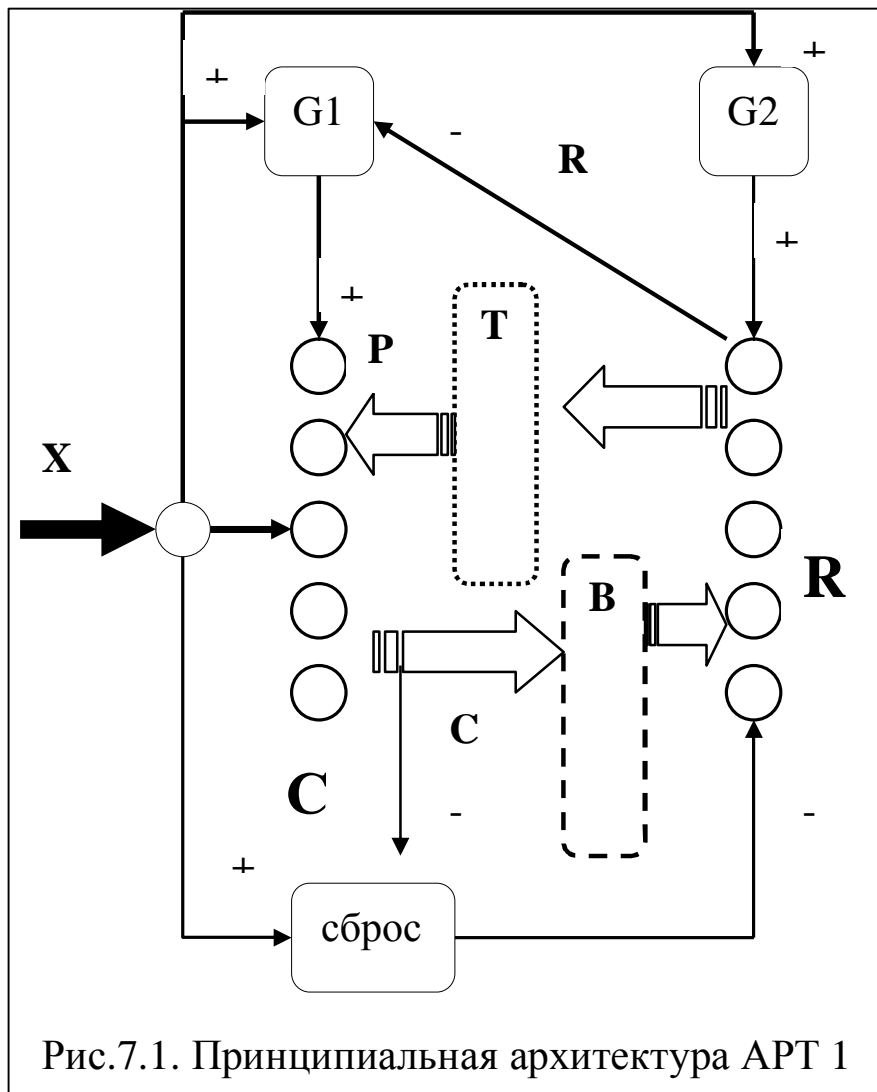 + +
G1 G2
- R
+
+
P T
X
B R
C
C - -
+
сброс
Рис.7.1. Принципиальная архитектура АРТ 1